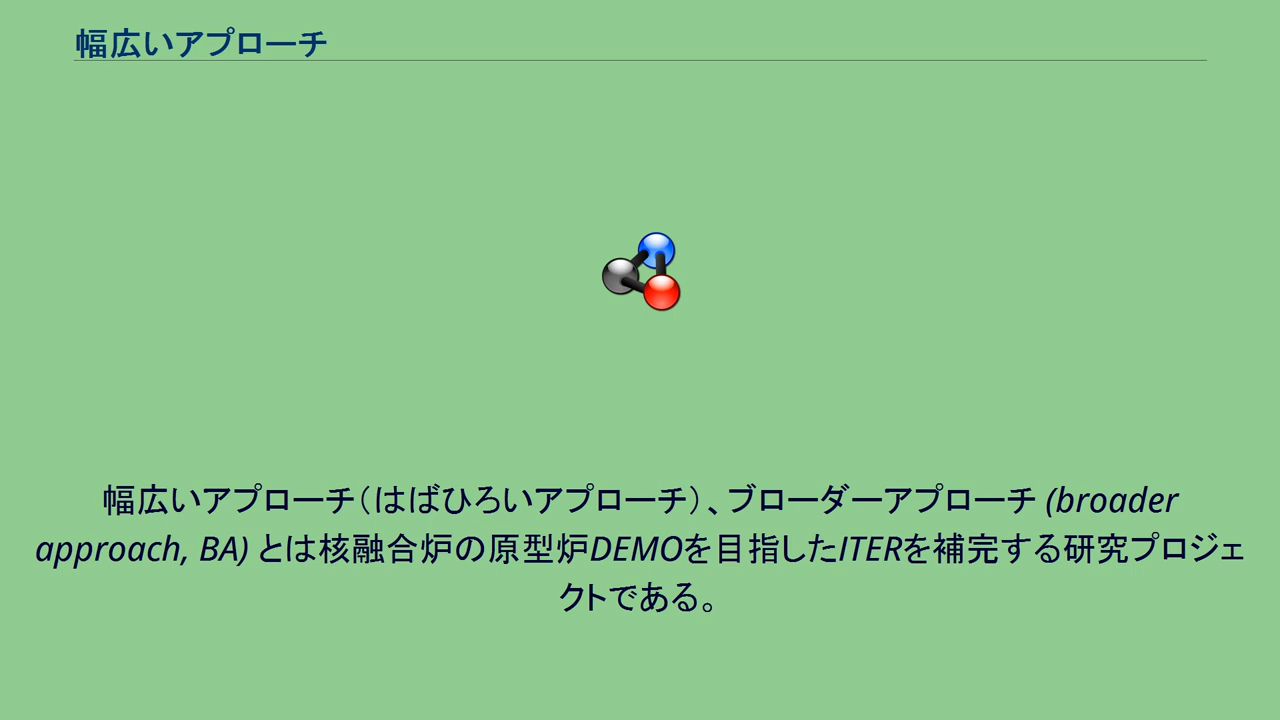 幅広いアプローチ
幅広いアプローチ（はばひろいアプローチ）、ブローダーアプローチ (broader
approach, BA) とは核融合炉の原型炉DEMOを目指したITERを補完する研究プロジェ
クトである。